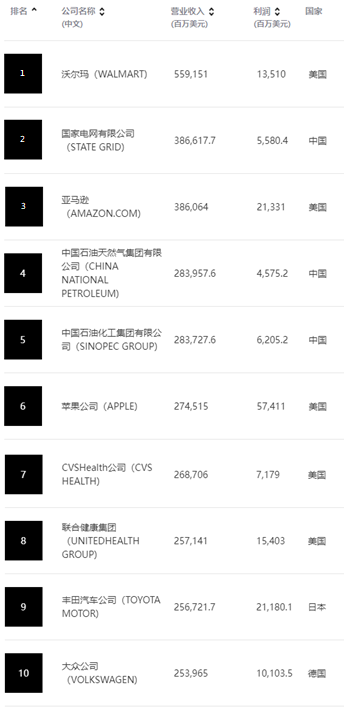 排名 公司名称 营业收入 利润 国家
(中文) (百万美元) (百万美元)
1 沃尔玛（WALMART) 559,151 13,510 美国
2 国家电网有限公司 386,617.7 5,580.4 中国
（STATE GRID)
3 亚马逊 386,064 21,331 美国
（AMAZON.COM)
4 中国石油天然气集团有限 283,957.6 4,575.2 中国
公司（CHINA
NATIONAL
PETROLEUM)
5 中国石油化工集团有限公 283,727.6 6,205.2 中国
司（SINOPEC GROUP)
6 苹果公司（APPLE) 274,515 57,411 美国
7 CVSHealth公司（CVS 268,706 7,179 美国
HEALTH)
8 联合健康集团 257,141 15,403 美国
（UNITEDHEALTH
GROUP)
9 丰田汽车公司（TOYOTA 256,721.7 21,180.1 日本
MOTOR)
10 大众公司 253,965 10,103.5 德国
（VOLKSWAGEN)